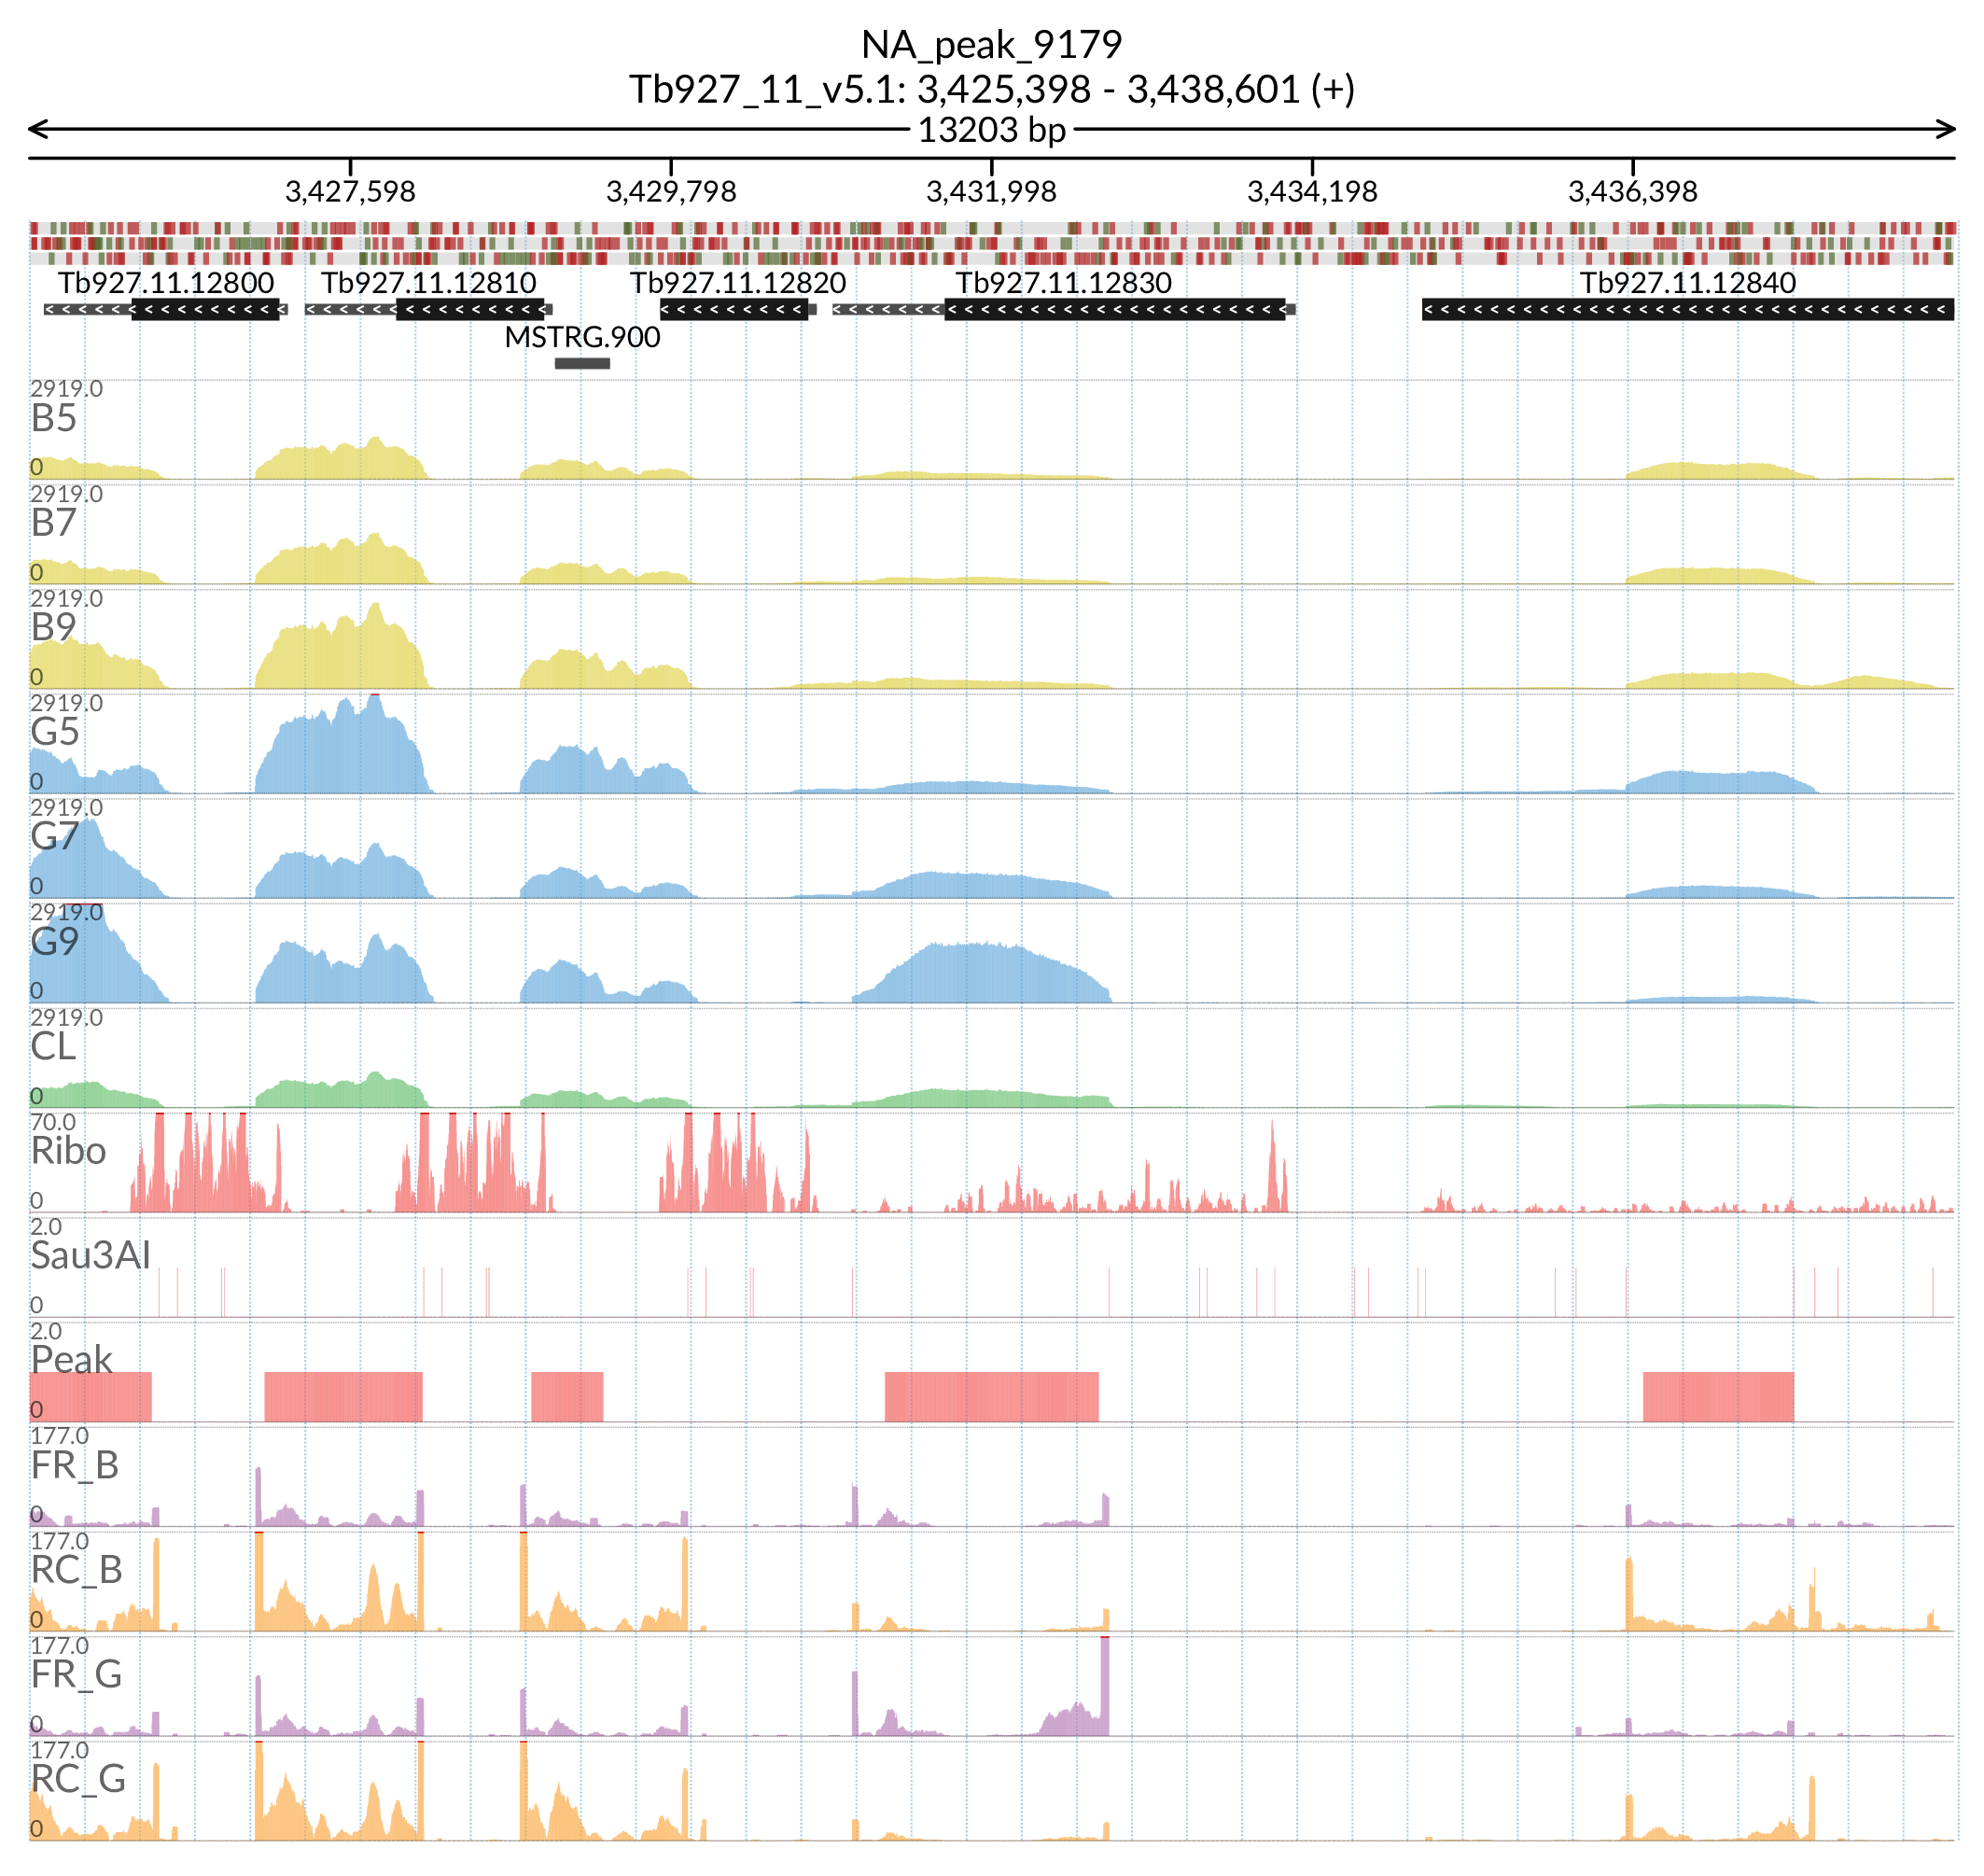 NA_peak_9179
Tb927_11_v5.1: 3,425,398 - 3,438,601 (+)
13203 bp
3,427,598 3,429,798 3,431,998 3,434,198 3,436,398
Tb927.11.12800 Tb927.11.12810 Tb927.11.12820 Tb927.11.12830 Tb927.11.12840
MSTRG.900
2919.0
B5
0
2919.0
B7
0
2919.0
B9
0
2919.0
G5
0
2919.0
G7
0
2919.0
G9
0
2919.0
CL
0
70.0
Ribo
0
2.0
Sau3AI
0
2.0
Peak
0
177.0
FR_B
0
177.0
RC_B
0
177.0
FR_G
0
177.0
RC_G
0